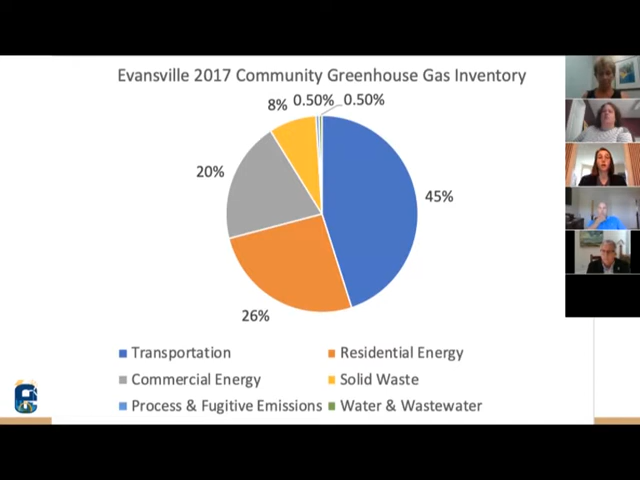 Evansville 2017 Community Greenhouse Gas Inventory
8% 0.50% 0.50%
20%
45%
26%
Transportation Residential Energy
Commercial Energy Solid Waste
Process & Fugitive Emissions Water & Wastewater
e